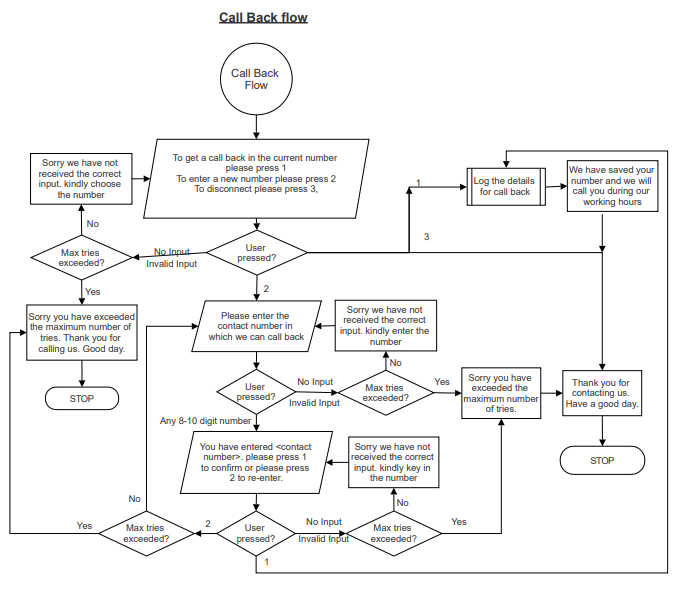 Call Back flow
Call Back
Flow
To get a call back in the current number
please press 1
To enter a new number please press 2
To disconnect please press 3,
Sorry we have not
received the correct
input. kindly choose
the number
1
Log the details
for call back
We have saved your
number and we will
call you during our
working hours
No
3
User
pressed?
No Input
Invalid Input
Max tries
exceeded?
Yes
2
Sorry you have exceeded
the maximum number of
tries. Thank you for
calling us. Good day.
Please enter the
contact number in
which we can call back
Sorry we have not
received the correct
input. kindly enter the
number
No
STOP
User
pressed?
No Input
Invalid Input
Max tries
exceeded?
Yes
Sorry you have
exceeded the
maximum number
of tries.
Thank you for
contacting us.
Have a good day.
Any 8-10 digit number
You have entered <contact
number>. please press 1
to confirm or please press
2 to re-enter.
Sorry we have not
received the correct
input. kindly key in
the number
STOP
No
No
Yes
Max tries
exceeded?
2
User
pressed?
No Input
Invalid Input
Max tries
exceeded?
Yes
1